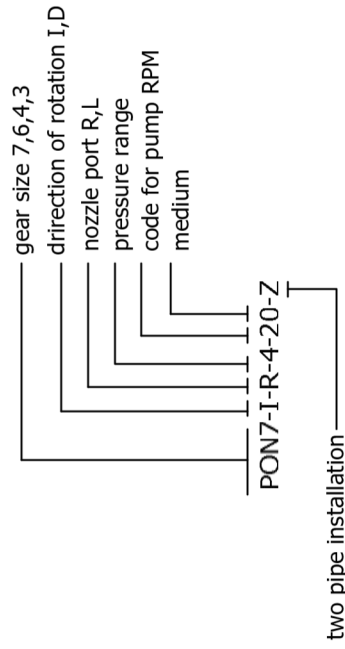 gear size 7,6,4,3
drirection of rotation I,D
nozzle port R,L
pressure range
code for pump RPM
medium
PON7-I-R-4-20-Z
two pipe installation